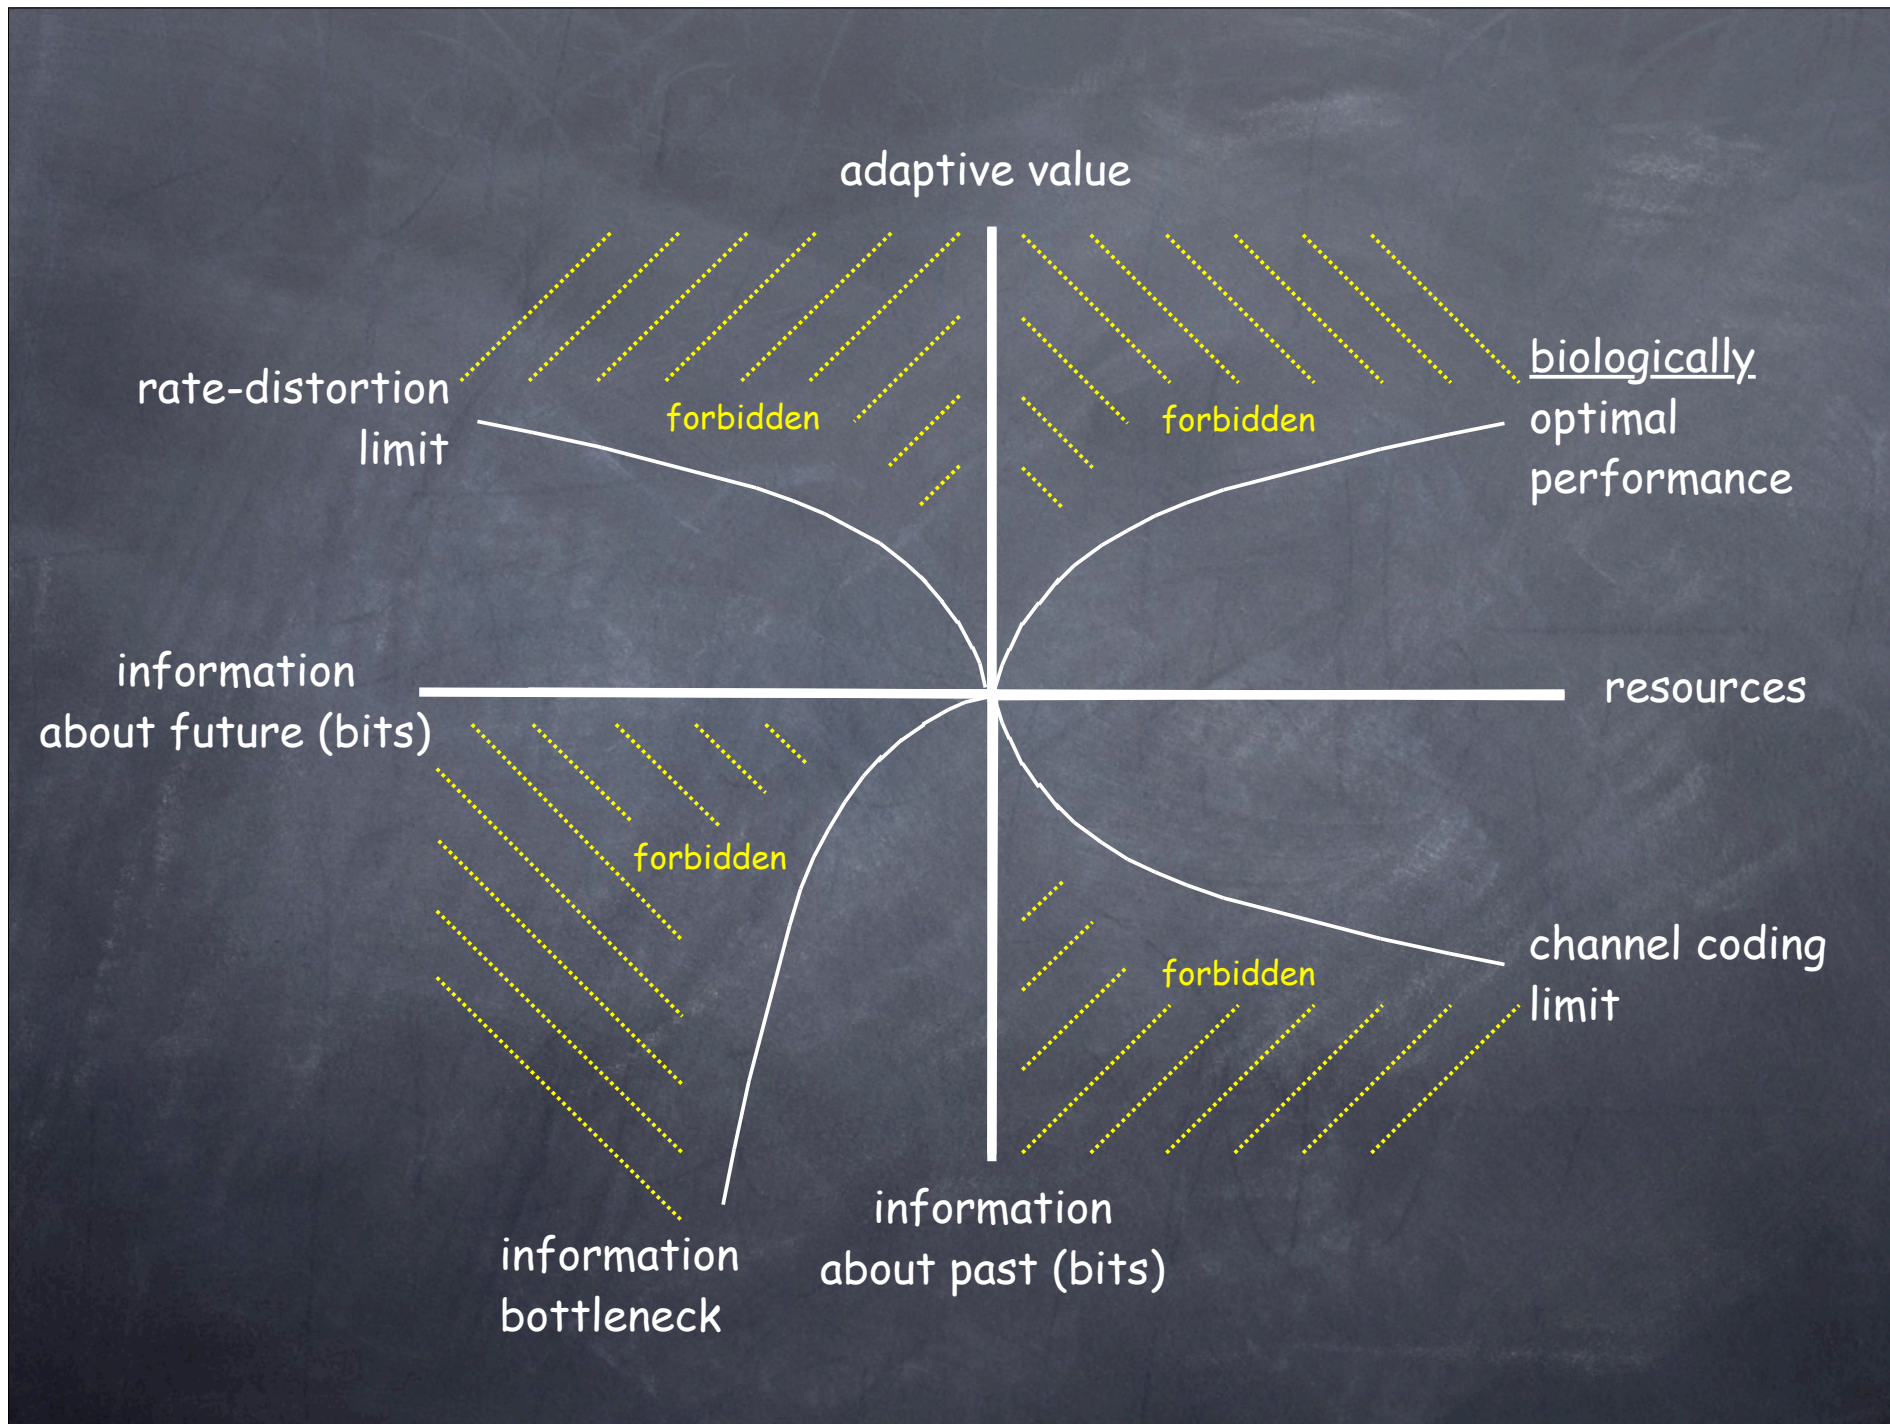 adaptive value
rate-distortion
limit
forbidden
forbidden
biologically
optimal
performance
information
about future (bits)
resources
forbidden
forbidden
channel coding
limit
information
bottleneck
information
about past (bits)